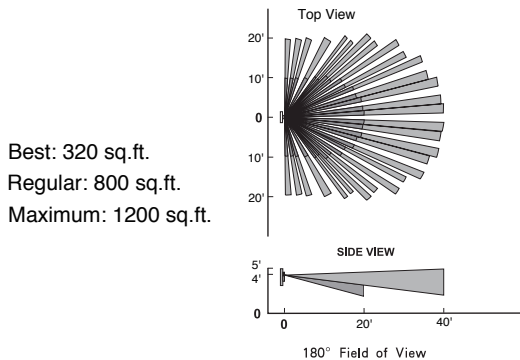 Top View
20'
10'
0
10'
20'
Best: 320 sq.ft.
Regular: 800 sq.ft.
Maximum: 1200 sq.ft.
SIDE VIEW
5'
4'
0
0 20' 40'
180° Field of View